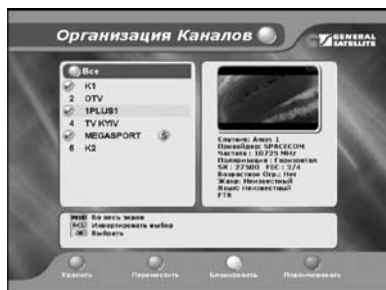 Организация Каналов
GENERAL SATELLITE
Все
K1
2 OTV
1PLUS1
4 TV KYIV
MEGASPORT $
6 K2
Спутник: Amos 1
Провайдер: SPACECOM
Частота : 10725 MHz
Поляризация : Горизонтал
SR : 27500 FEC : 3/4
Возрастное Огр.: Нет
Жанр: Неизвестный
Язык: Неизвестный
FTA
Во весь экран
Инвертировать выбор
OK Выбрать
Удалить Переместить Блокировать Переименовать